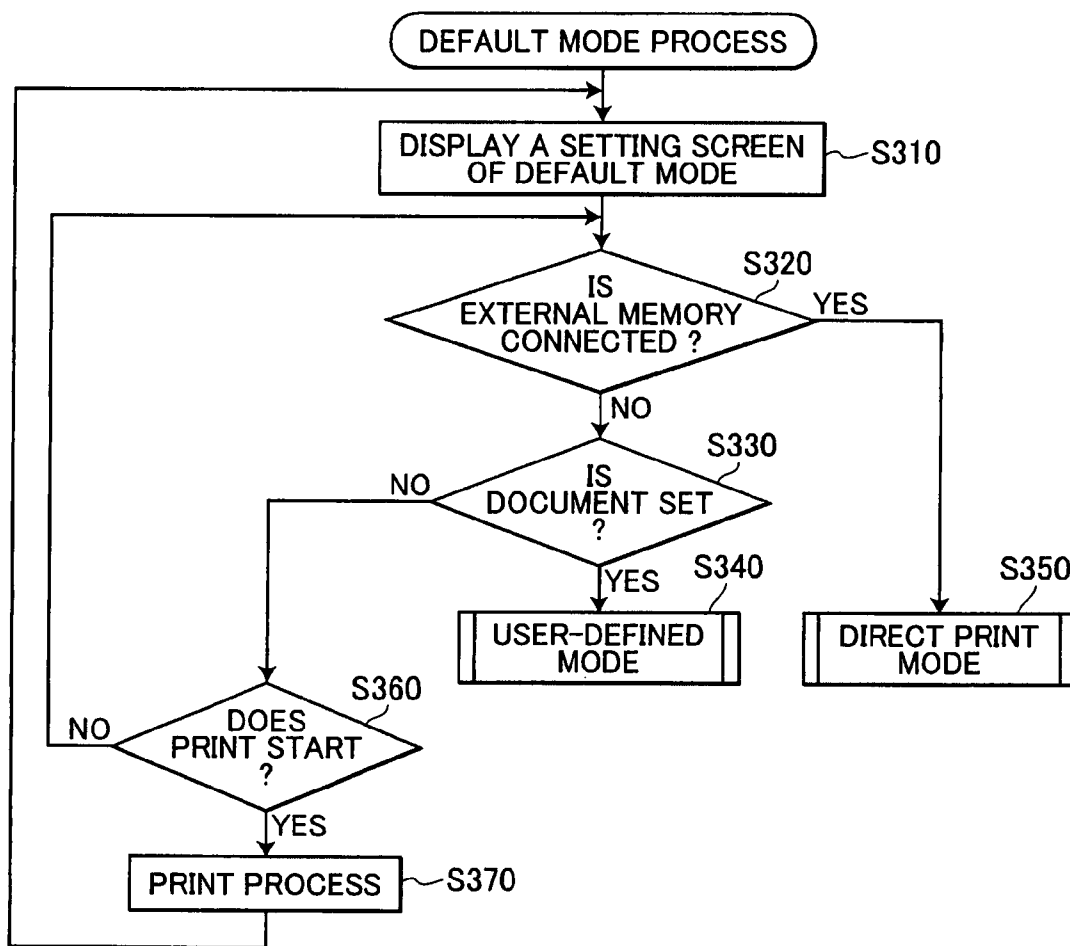 DEFAULT MODE PROCESS
DISPLAY A SETTING SCREEN
OF DEFAULT MODE
S310
IS
EXTERNAL MEMORY
CONNECTED ?
S320
YES
NO
IS
DOCUMENT SET
?
S330
NO
YES
USER-DEFINED
MODE
S340
DIRECT PRINT
MODE
S350
DOES
PRINT START
?
S360
NO
YES
PRINT PROCESS
S370